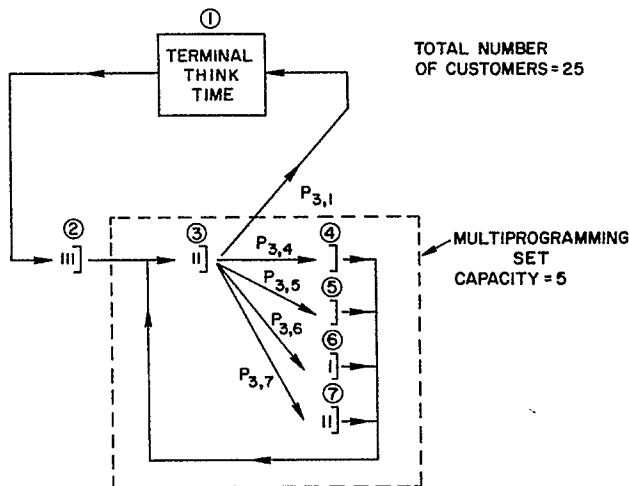 ①
TERMINAL
THINK
TIME
TOTAL NUMBER
OF CUSTOMERS = 25
P3,1
②
③
④
P3,4
MULTIPROGRAMMING
SET
CAPACITY = 5
⑤
P3,5
⑥
P3,6
⑦
P3,7